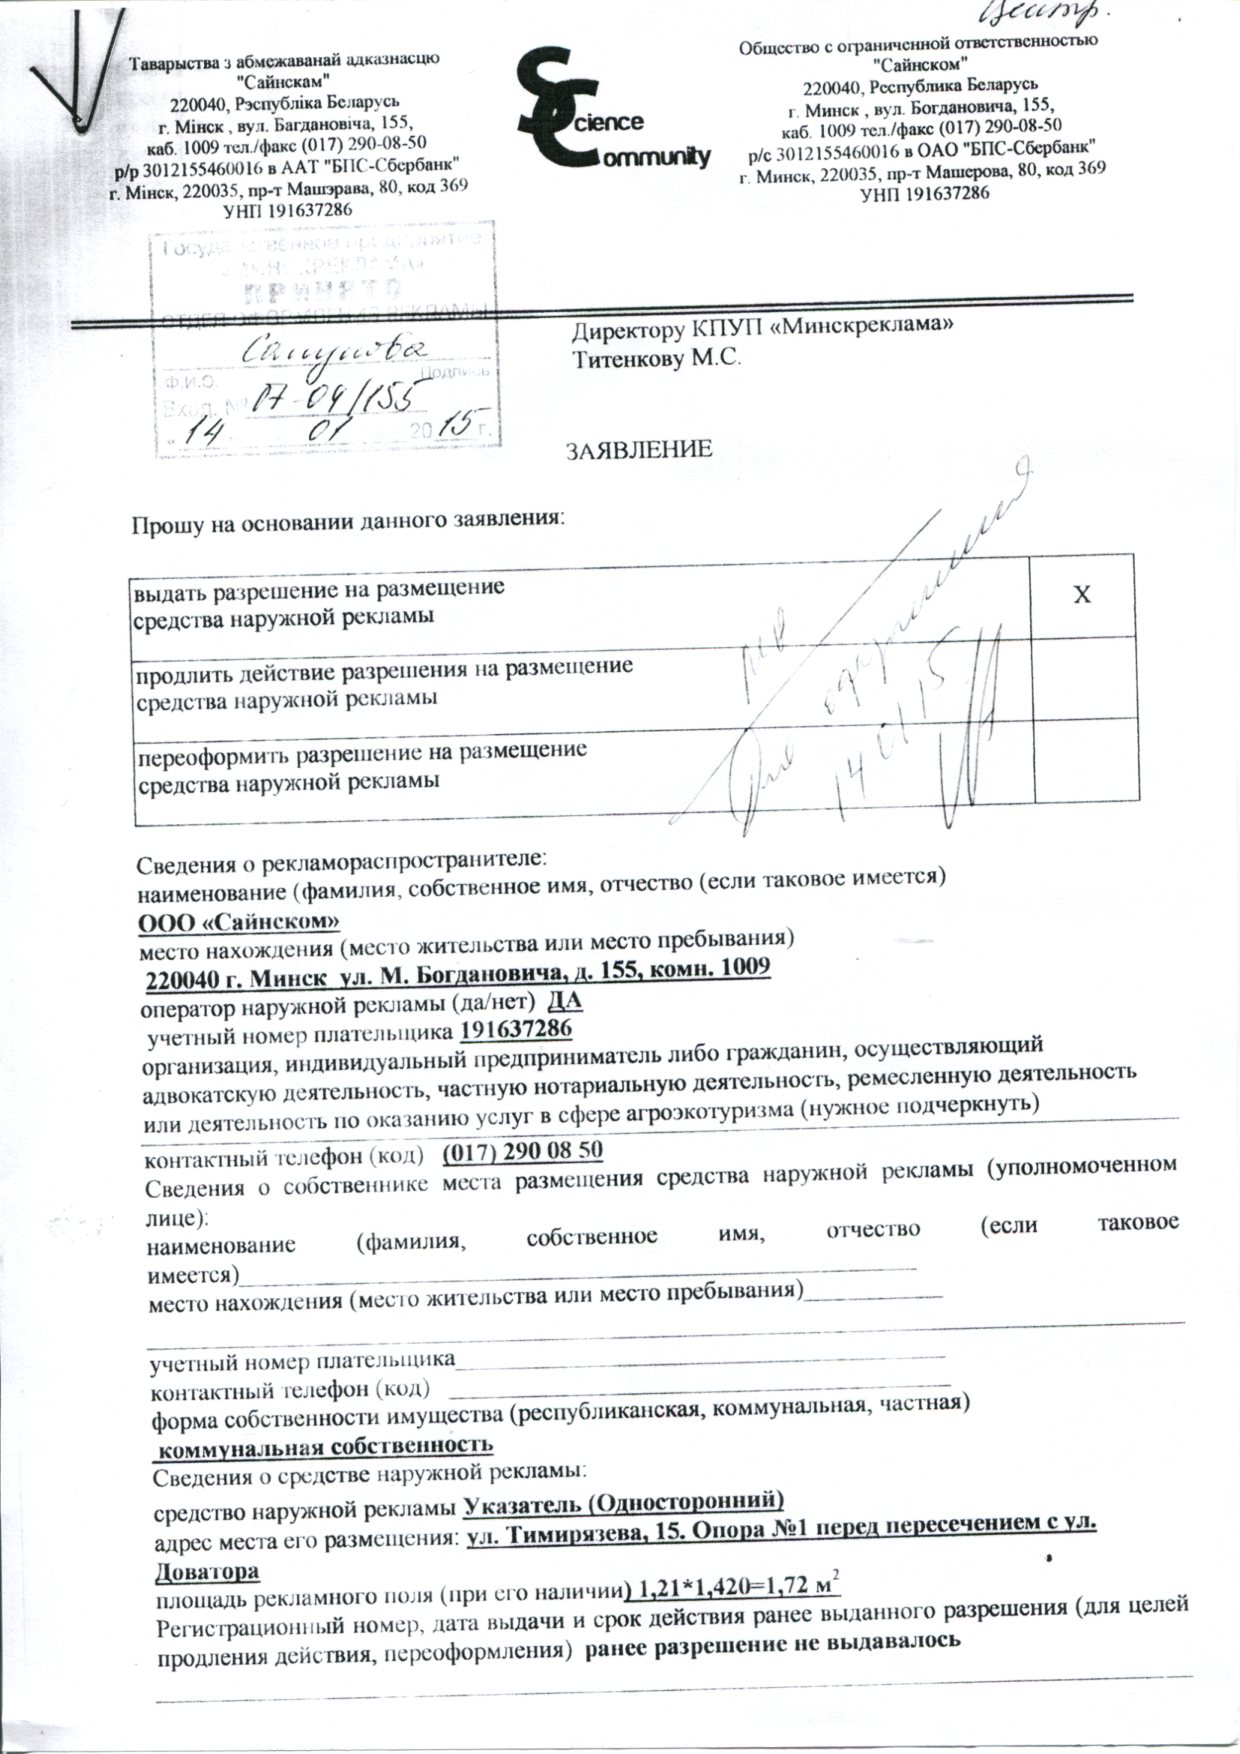 Центр.
Таварыства з абмежаванай адказнасцю
"Сайнскам"
220040, Рэспубліка Беларусь
г. Мінск , вул. Багдановіча, 155,
каб. 1009 тел./факс (017) 290-08-50
р/р 3012155460016 в ААТ "БПС-Сбербанк"
г. Мінск, 220035, пр-т Машэрава, 80, код 369
УНП 191637286
Science
Community
Общество с ограниченной ответственностью
"Сайнском"
220040, Республика Беларусь
г. Минск , вул. Богдановича, 155,
каб. 1009 тел./факс (017) 290-08-50
р/с 3012155460016 в ОАО "БПС-Сбербанк"
г. Минск, 220035, пр-т Машерова, 80, код 369
УНП 191637286
Государственное предприятие
«МИНСКРЕКЛАМА»
ПРИНЯТО
Ф.И.О. Подпись
Вход. № 17-04/155
" 14 01 2015 г.
Директору КПУП «Минскреклама»
Титенкову М.С.
ЗАЯВЛЕНИЕ
Прошу на основании данного заявления:
выдать разрешение на размещение
средства наружной рекламы
X
продлить действие разрешения на размещение
средства наружной рекламы
переоформить разрешение на размещение
средства наружной рекламы
14 01 15
Сведения о рекламораспространителе:
наименование (фамилия, собственное имя, отчество (если таковое имеется)
ООО «Сайнском»
место нахождения (место жительства или место пребывания)
220040 г. Минск ул. М. Богдановича, д. 155, комн. 1009
оператор наружной рекламы (да/нет) ДА
учетный номер плательщика 191637286
организация, индивидуальный предприниматель либо гражданин, осуществляющий
адвокатскую деятельность, частную нотариальную деятельность, ремесленную деятельность
или деятельность по оказанию услуг в сфере агроэкотуризма (нужное подчеркнуть)
контактный телефон (код) (017) 290 08 50
Сведения о собственнике места размещения средства наружной рекламы (уполномоченном
лице):
наименование (фамилия, собственное имя, отчество (если таковое
имеется)
место нахождения (место жительства или место пребывания)
учетный номер плательщика
контактный телефон (код)
форма собственности имущества (республиканская, коммунальная, частная)
коммунальная собственность
Сведения о средстве наружной рекламы:
средство наружной рекламы Указатель (Односторонний)
адрес места его размещения: ул. Тимирязева, 15. Опора №1 перед пересечением с ул.
Доватора
площадь рекламного поля (при его наличии) 1,21*1,420=1,72 м2
Регистрационный номер, дата выдачи и срок действия ранее выданного разрешения (для целей
продления действия, переоформления) ранее разрешение не выдавалось